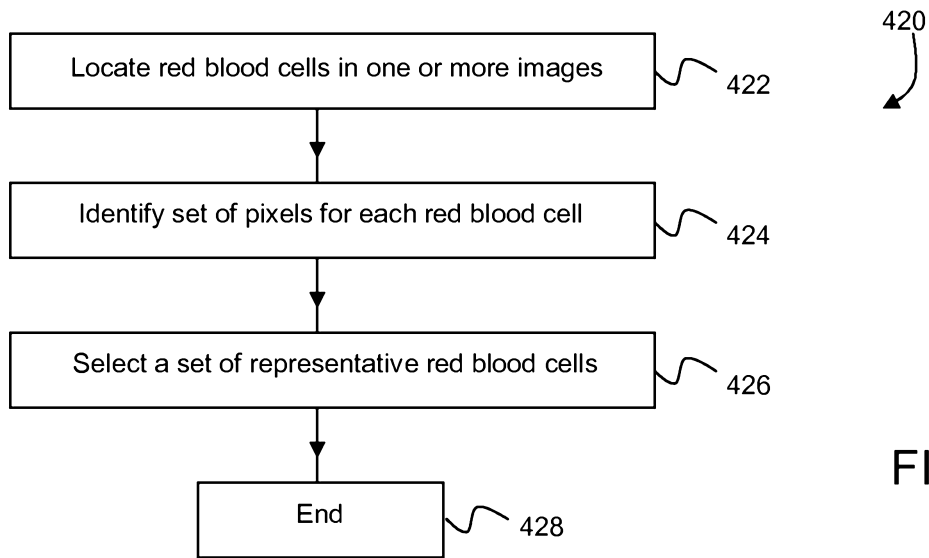 420
Locate red blood cells in one or more images
422
Identify set of pixels for each red blood cell
424
Select a set of representative red blood cells
426
FI
End
428